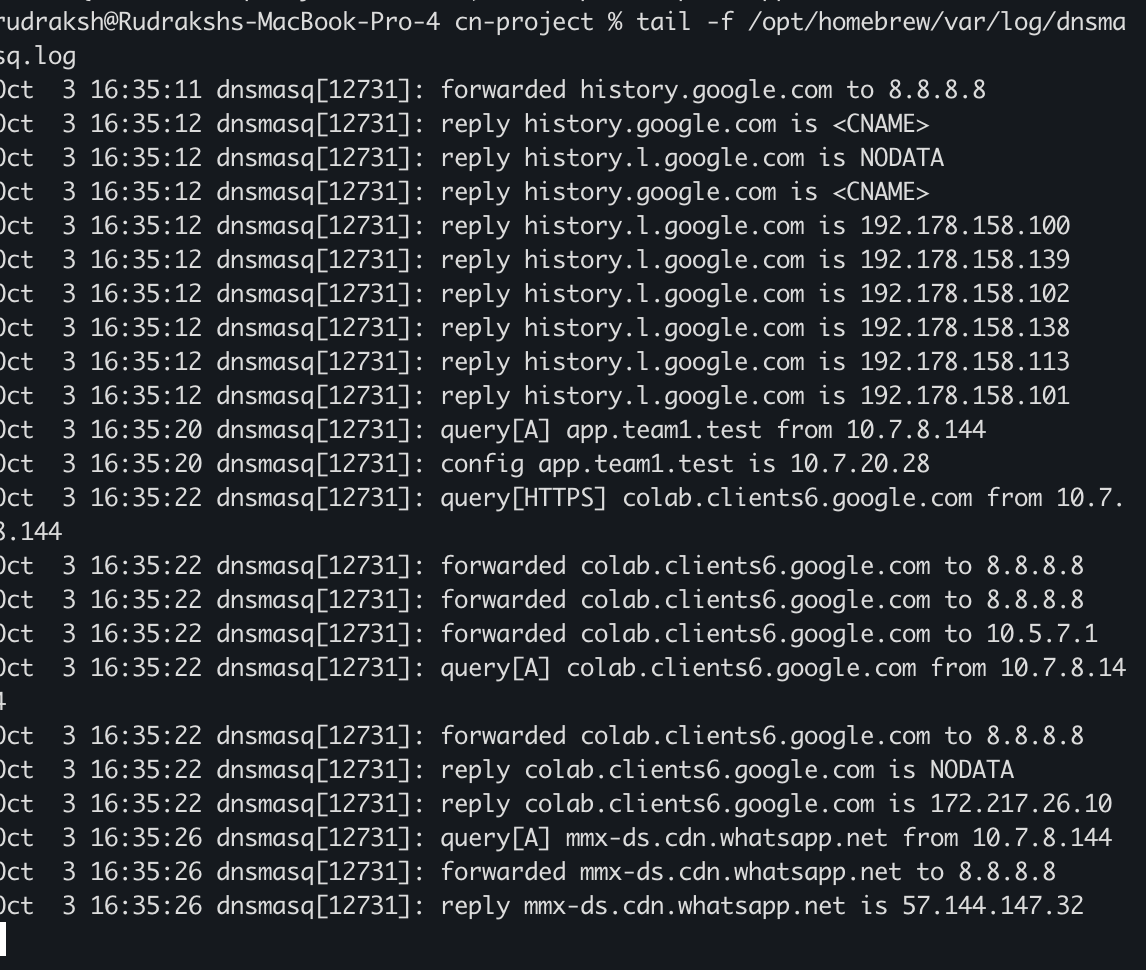 rudraksh@Rudrakshs-MacBook-Pro-4 cn-project % tail -f /opt/homebrew/var/log/dnsma
sq.log
Oct  3 16:35:11 dnsmasq[12731]: forwarded history.google.com to 8.8.8.8
Oct  3 16:35:12 dnsmasq[12731]: reply history.google.com is <CNAME>
Oct  3 16:35:12 dnsmasq[12731]: reply history.l.google.com is NODATA
Oct  3 16:35:12 dnsmasq[12731]: reply history.google.com is <CNAME>
Oct  3 16:35:12 dnsmasq[12731]: reply history.l.google.com is 192.178.158.100
Oct  3 16:35:12 dnsmasq[12731]: reply history.l.google.com is 192.178.158.139
Oct  3 16:35:12 dnsmasq[12731]: reply history.l.google.com is 192.178.158.102
Oct  3 16:35:12 dnsmasq[12731]: reply history.l.google.com is 192.178.158.138
Oct  3 16:35:12 dnsmasq[12731]: reply history.l.google.com is 192.178.158.113
Oct  3 16:35:12 dnsmasq[12731]: reply history.l.google.com is 192.178.158.101
Oct  3 16:35:20 dnsmasq[12731]: query[A] app.team1.test from 10.7.8.144
Oct  3 16:35:20 dnsmasq[12731]: config app.team1.test is 10.7.20.28
Oct  3 16:35:22 dnsmasq[12731]: query[HTTPS] colab.clients6.google.com from 10.7.
8.144
Oct  3 16:35:22 dnsmasq[12731]: forwarded colab.clients6.google.com to 8.8.8.8
Oct  3 16:35:22 dnsmasq[12731]: forwarded colab.clients6.google.com to 8.8.8.8
Oct  3 16:35:22 dnsmasq[12731]: forwarded colab.clients6.google.com to 10.5.7.1
Oct  3 16:35:22 dnsmasq[12731]: query[A] colab.clients6.google.com from 10.7.8.14
4
Oct  3 16:35:22 dnsmasq[12731]: forwarded colab.clients6.google.com to 8.8.8.8
Oct  3 16:35:22 dnsmasq[12731]: reply colab.clients6.google.com is NODATA
Oct  3 16:35:22 dnsmasq[12731]: reply colab.clients6.google.com is 172.217.26.10
Oct  3 16:35:26 dnsmasq[12731]: query[A] mmx-ds.cdn.whatsapp.net from 10.7.8.144
Oct  3 16:35:26 dnsmasq[12731]: forwarded mmx-ds.cdn.whatsapp.net to 8.8.8.8
Oct  3 16:35:26 dnsmasq[12731]: reply mmx-ds.cdn.whatsapp.net is 57.144.147.32